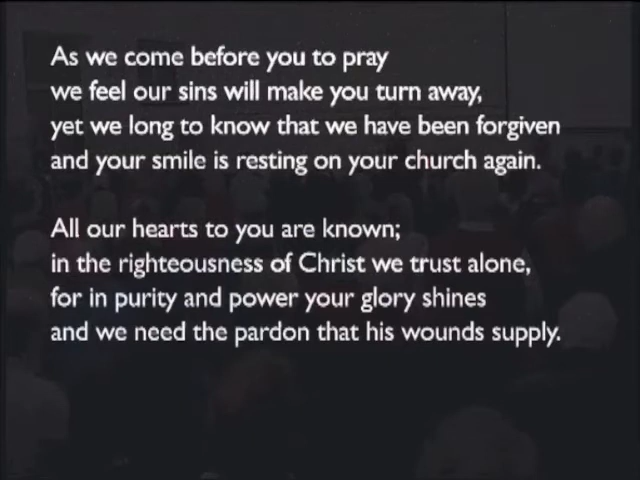 As we come before you to pray
we feel our sins will make you turn away,
yet we long to know that we have been forgiven
and your smile is resting on your church again.
All our hearts to you are known;
in the righteousness of Christ we trust alone,
for in purity and power your glory shines
and we need the pardon that his wounds supply.